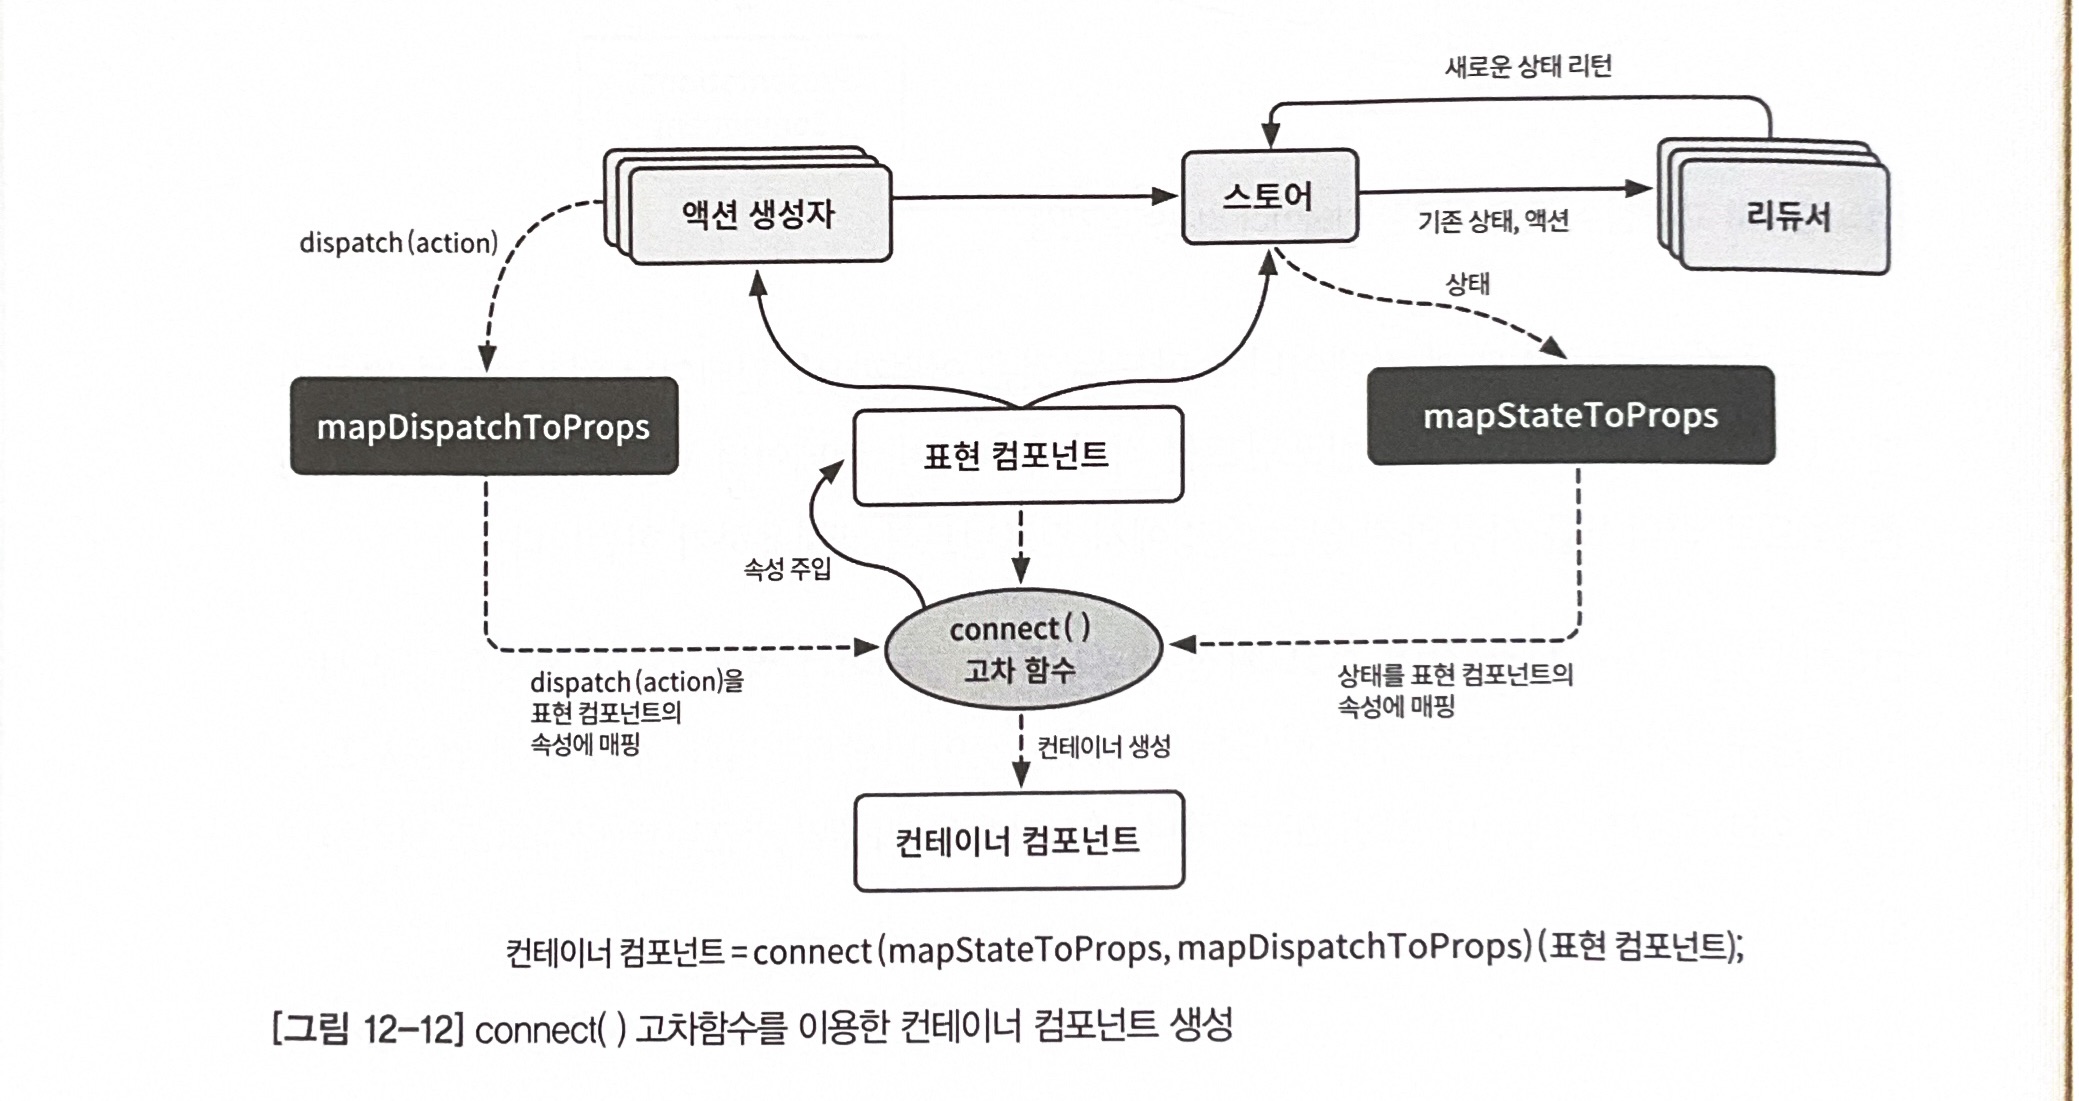 새로운 상태 리턴
액션 생성자
스토어
리듀서
기존 상태, 액션
dispatch(action)
상태
mapDispatchToProps
mapStateToProps
표현 컴포넌트
속성 주입
connect( )
고차 함수
dispatch(action)을
표현 컴포넌트의
속성에 매핑
상태를 표현 컴포넌트의
속성에 매핑
컨테이너 생성
컨테이너 컴포넌트
컨테이너 컴포넌트 = connect(mapStateToProps, mapDispatchToProps)(표현 컴포넌트);
[그림 12-12] connect( ) 고차함수를 이용한 컨테이너 컴포넌트 생성